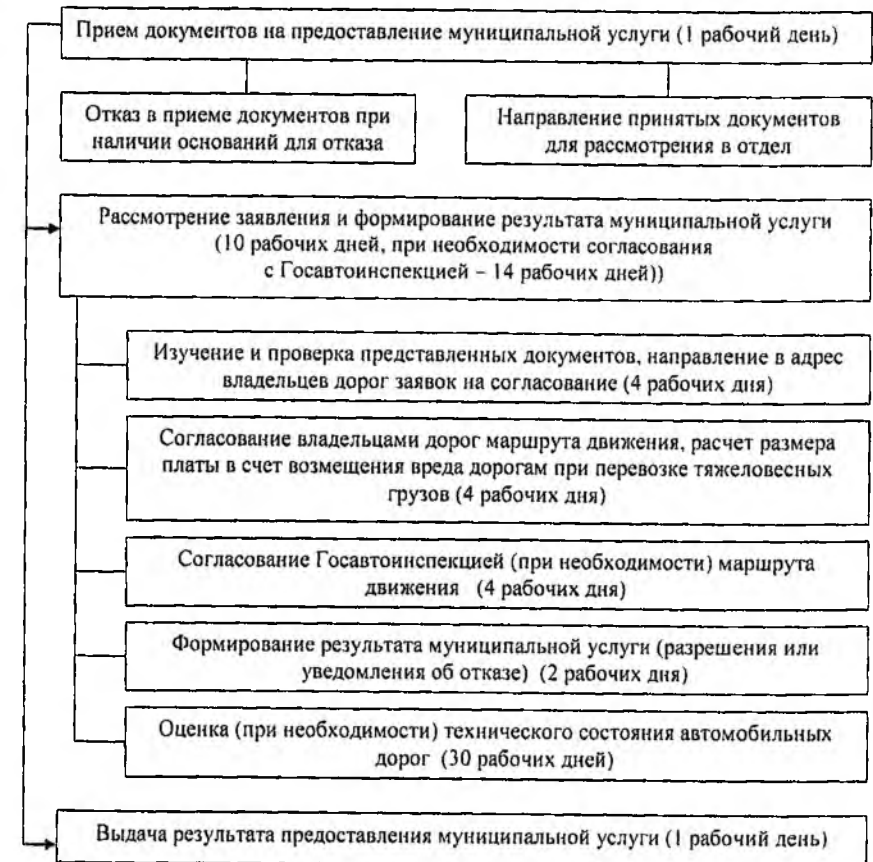 Прием документов на предоставление муниципальной услуги (1 рабочий день)
Отказ в приеме документов при
наличии оснований для отказа
Направление принятых документов
для рассмотрения в отдел
Рассмотрение заявления и формирование результата муниципальной услуги
(10 рабочих дней, при необходимости согласования
с Госавтоинспекцией – 14 рабочих дней))
Изучение и проверка представленных документов, направление в адрес
владельцев дорог заявок на согласование (4 рабочих дня)
Согласование владельцами дорог маршрута движения, расчет размера
платы в счет возмещения вреда дорогам при перевозке тяжеловесных
грузов (4 рабочих дня)
Согласование Госавтоинспекцией (при необходимости) маршрута
движения (4 рабочих дня)
Формирование результата муниципальной услуги (разрешения или
уведомления об отказе) (2 рабочих дня)
Оценка (при необходимости) технического состояния автомобильных
дорог (30 рабочих дней)
Выдача результата предоставления муниципальной услуги (1 рабочий день)